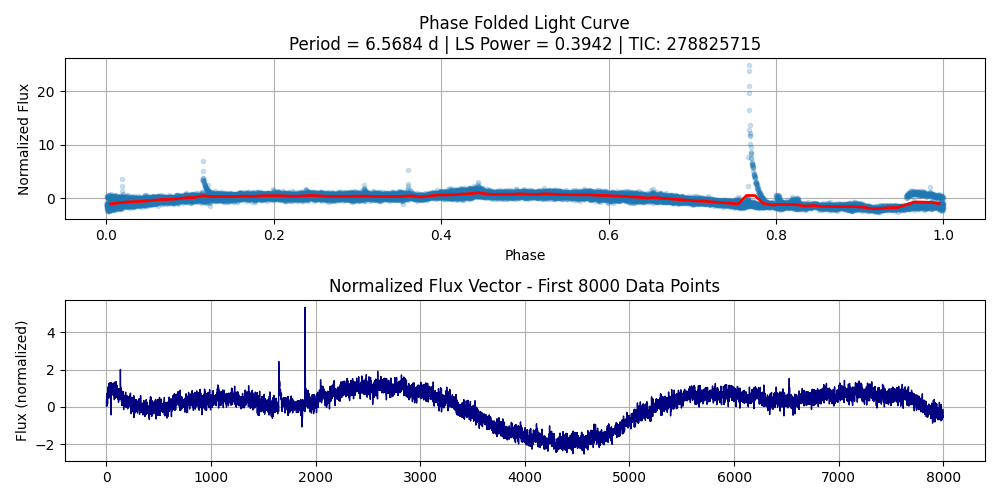 Phase Folded Light Curve
Period = 6.5684 d | LS Power = 0.3942 | TIC: 278825715
Normalized Flux
20
10
0
0.0 0.2 0.4 0.6 0.8 1.0
Phase
Normalized Flux Vector - First 8000 Data Points
Flux (normalized)
4
2
0
−2
0 1000 2000 3000 4000 5000 6000 7000 8000